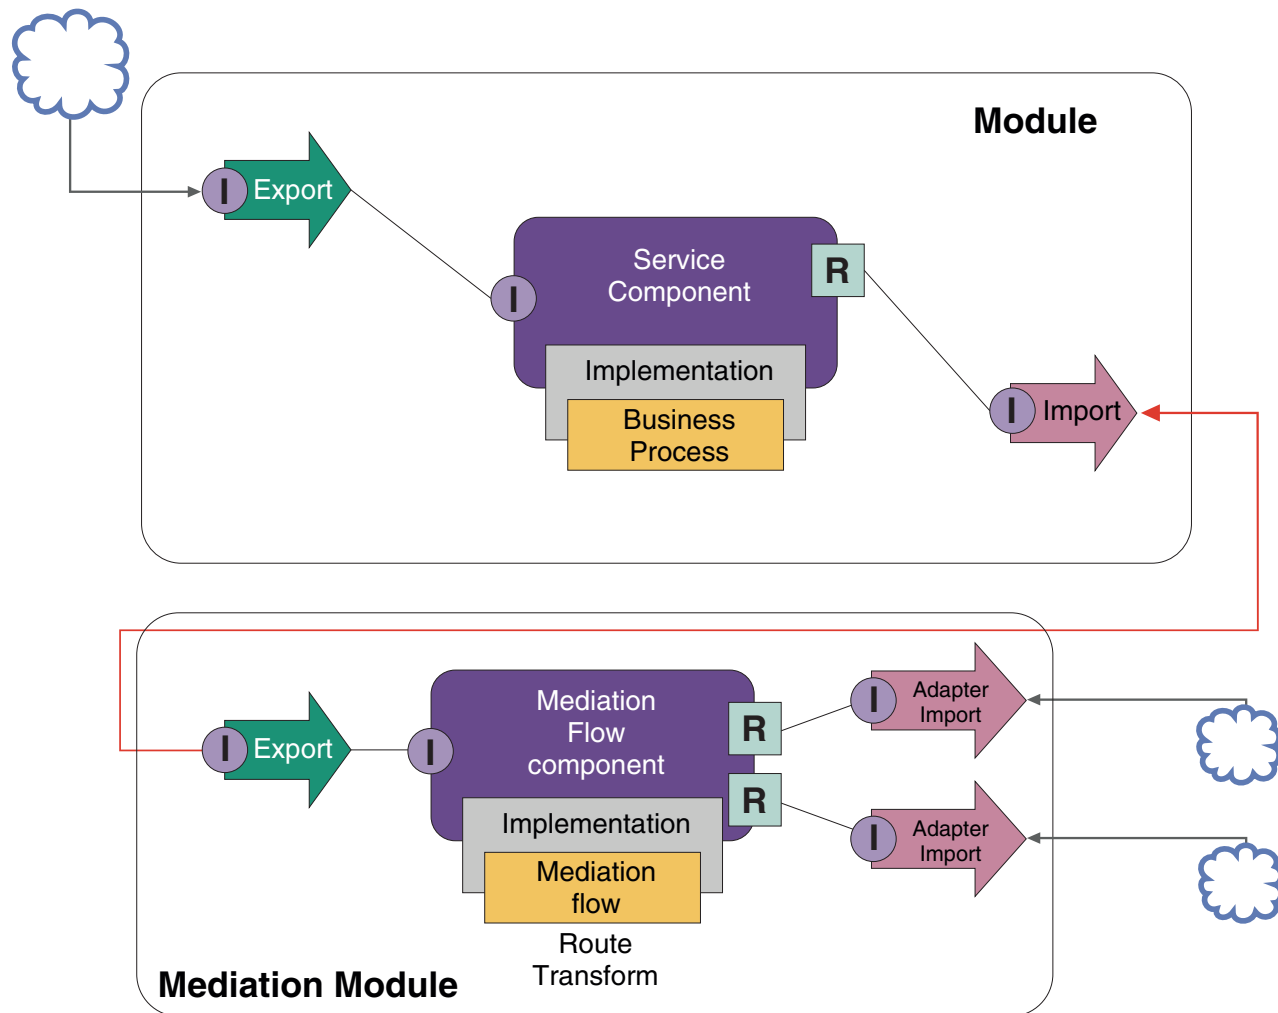 Module
I
Export
Service
Component
R
I
Implementation
Business
Process
I
Import
Mediation
Flow
component
I
Export
I
R
R
Implementation
Mediation
flow
Route
Transform
I
Adapter
Import
I
Adapter
Import
Mediation Module